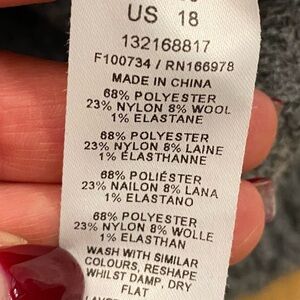 US 18
132168817
F100734 / RN166978
MADE IN CHINA
68% POLYESTER
23% NYLON 8% WOOL
1% ELASTANE
68% POLYESTER
23% NYLON 8% LAINE
1% ELASTHANNE
68% POLIÉSTER
23% NAILON 8% LANA
1% ELASTANO
68% POLYESTER
23% NYLON 8% WOLLE
1% ELASTHAN
WASH WITH SIMILAR
COLOURS, RESHAPE
WHILST DAMP, DRY
FLAT